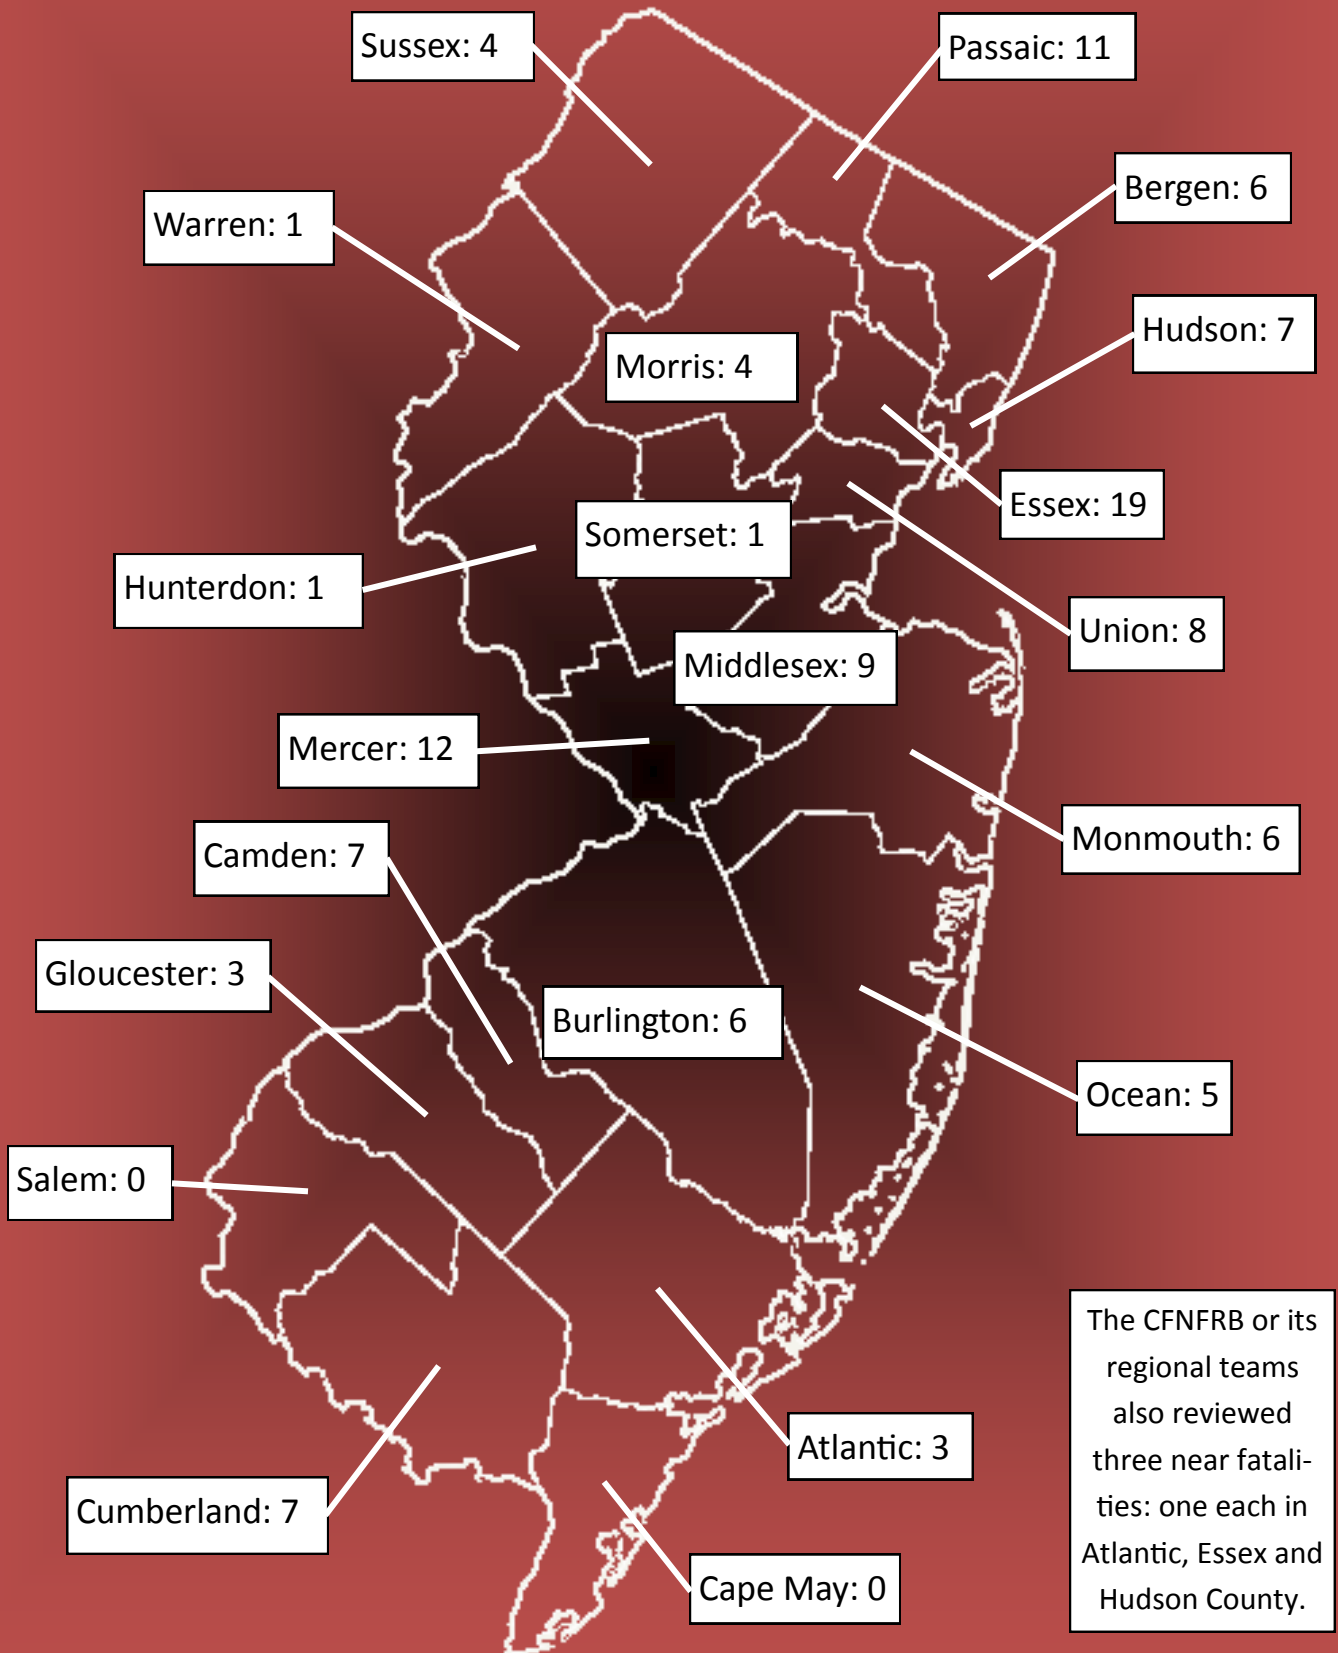 Sussex: 4
Passaic: 11
Bergen: 6
Warren: 1
Hudson: 7
Morris: 4
Essex: 19
Somerset: 1
Hunterdon: 1
Union: 8
Middlesex: 9
Mercer: 12
Monmouth: 6
Camden: 7
Gloucester: 3
Burlington: 6
Ocean: 5
Salem: 0
The CFNFRB or its
regional teams
also reviewed
three near fatali-
ties: one each in
Atlantic, Essex and
Hudson County.
Atlantic: 3
Cumberland: 7
Cape May: 0